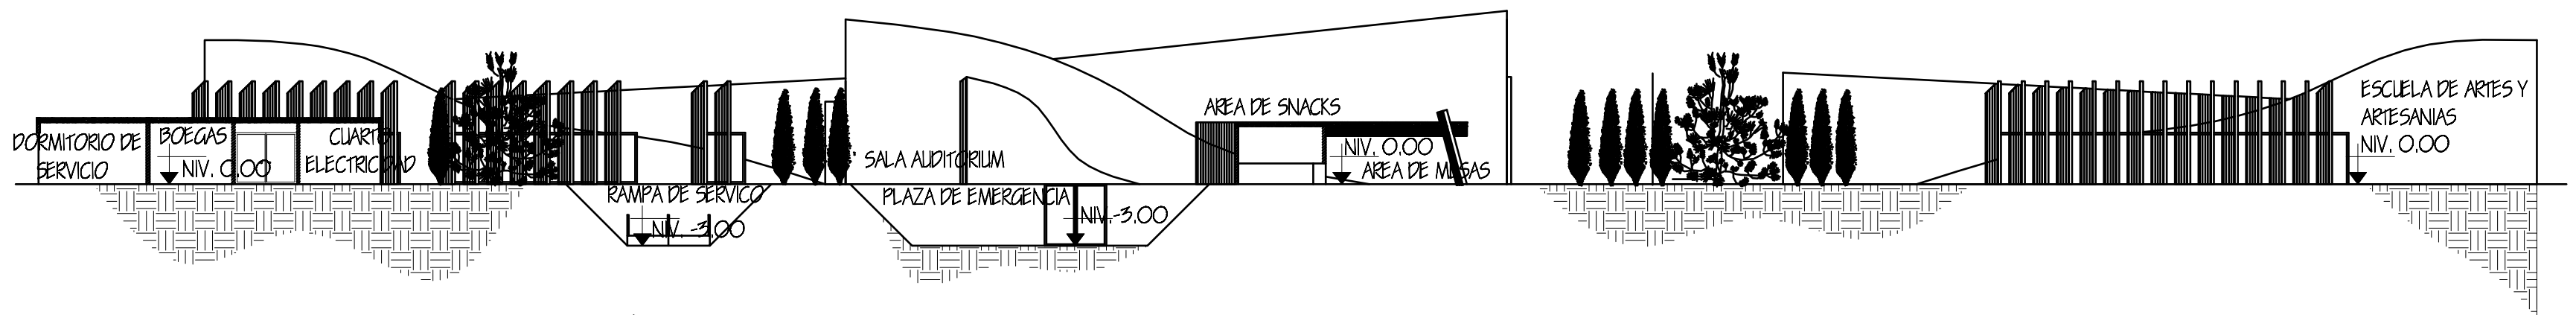 DORMITORIO DE
SERVICIO
BOEGAS
NIV. 0.00
CUARTO
ELECTRICIDAD
RAMPA DE SERVICO
NIV. -3.00
SALA AUDITORIUM
PLAZA DE EMERGENCIA
NIV.-3.00
AREA DE SNACKS
NIV. 0.00
AREA DE MESAS
ESCUELA DE ARTES Y
ARTESANIAS
NIV. 0.00